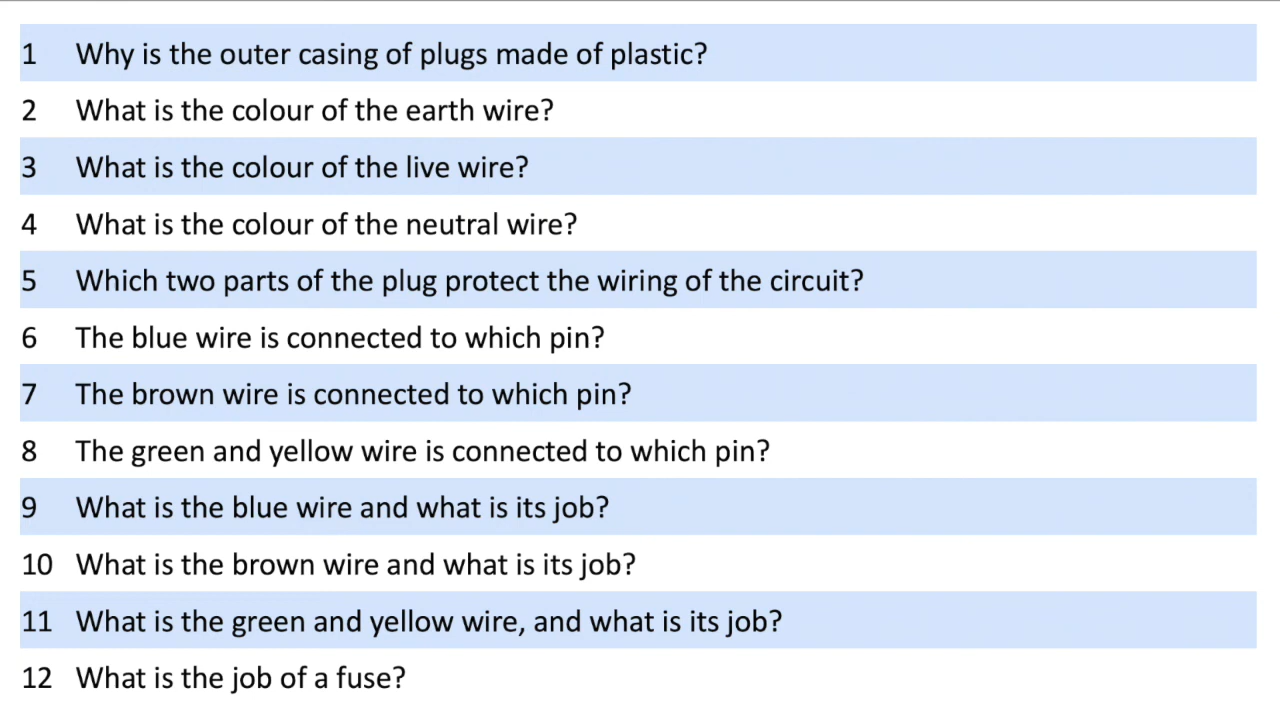 1 Why is the outer casing of plugs made of plastic?
2 What is the colour of the earth wire?
3 What is the colour of the live wire?
4 What is the colour of the neutral wire?
5 Which two parts of the plug protect the wiring of the circuit?
6 The blue wire is connected to which pin?
7 The brown wire is connected to which pin?
8 The green and yellow wire is connected to which pin?
9 What is the blue wire and what is its job?
10 What is the brown wire and what is its job?
11 What is the green and yellow wire, and what is its job?
12 What is the job of a fuse?